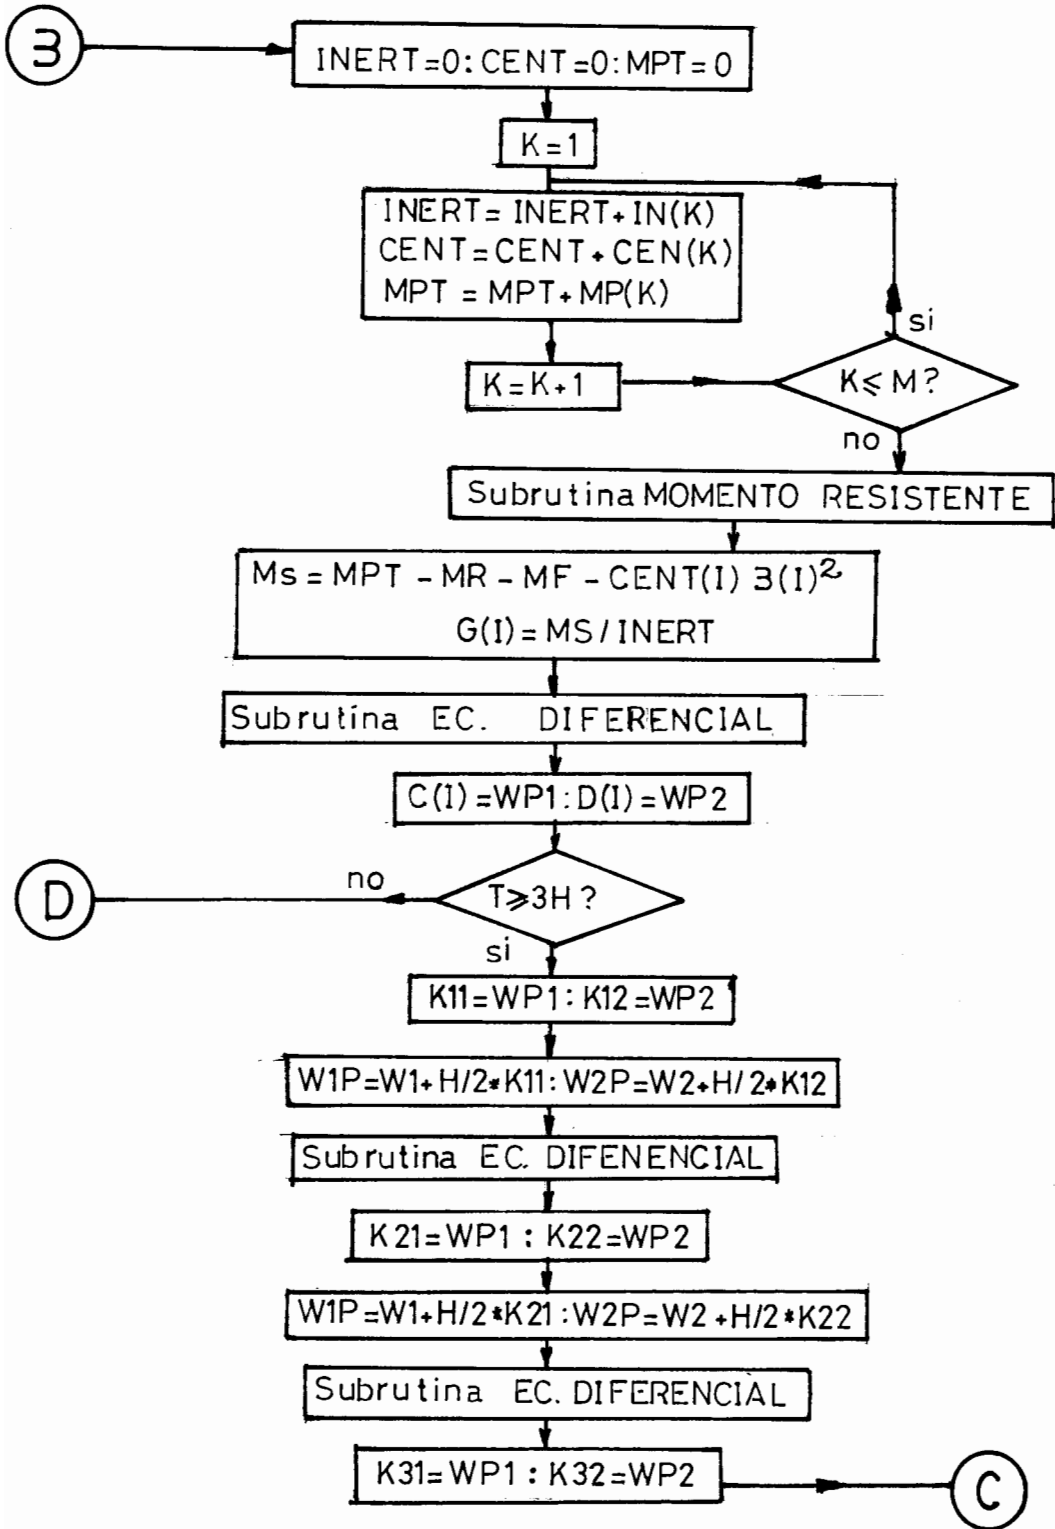 3
INERT=0: CENT=0: MPT=0
K=1
INERT= INERT+IN(K)
CENT=CENT+CEN(K)
MPT = MPT+MP(K)
si
K=K+1
K≤M?
no
Subrutina MOMENTO RESISTENTE
Ms = MPT - MR - MF - CENT(I) 3(I)²
G(I)=MS/INERT
Subrutina EC. DIFERENCIAL
C(I)=WP1:D(I)=WP2
no
D
T≥3H?
si
K11=WP1:K12=WP2
W1P=W1+H/2*K11:W2P=W2+H/2*K12
Subrutina EC. DIFENENCIAL
K21=WP1 : K22=WP2
W1P=W1+H/2*K21:W2P=W2+H/2*K22
Subrutina EC. DIFERENCIAL
K31=WP1 : K32=WP2
C